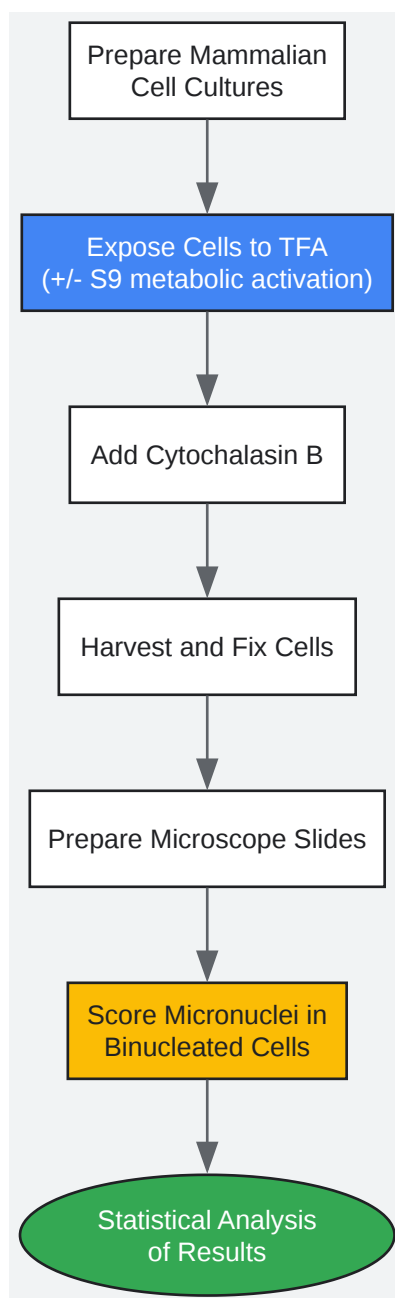 Prepare Mammalian
Cell Cultures
Expose Cells to TFA
(+/- S9 metabolic activation)
Add Cytochalasin B
Harvest and Fix Cells
Prepare Microscope Slides
Score Micronuclei in
Binucleated Cells
Statistical Analysis
of Results